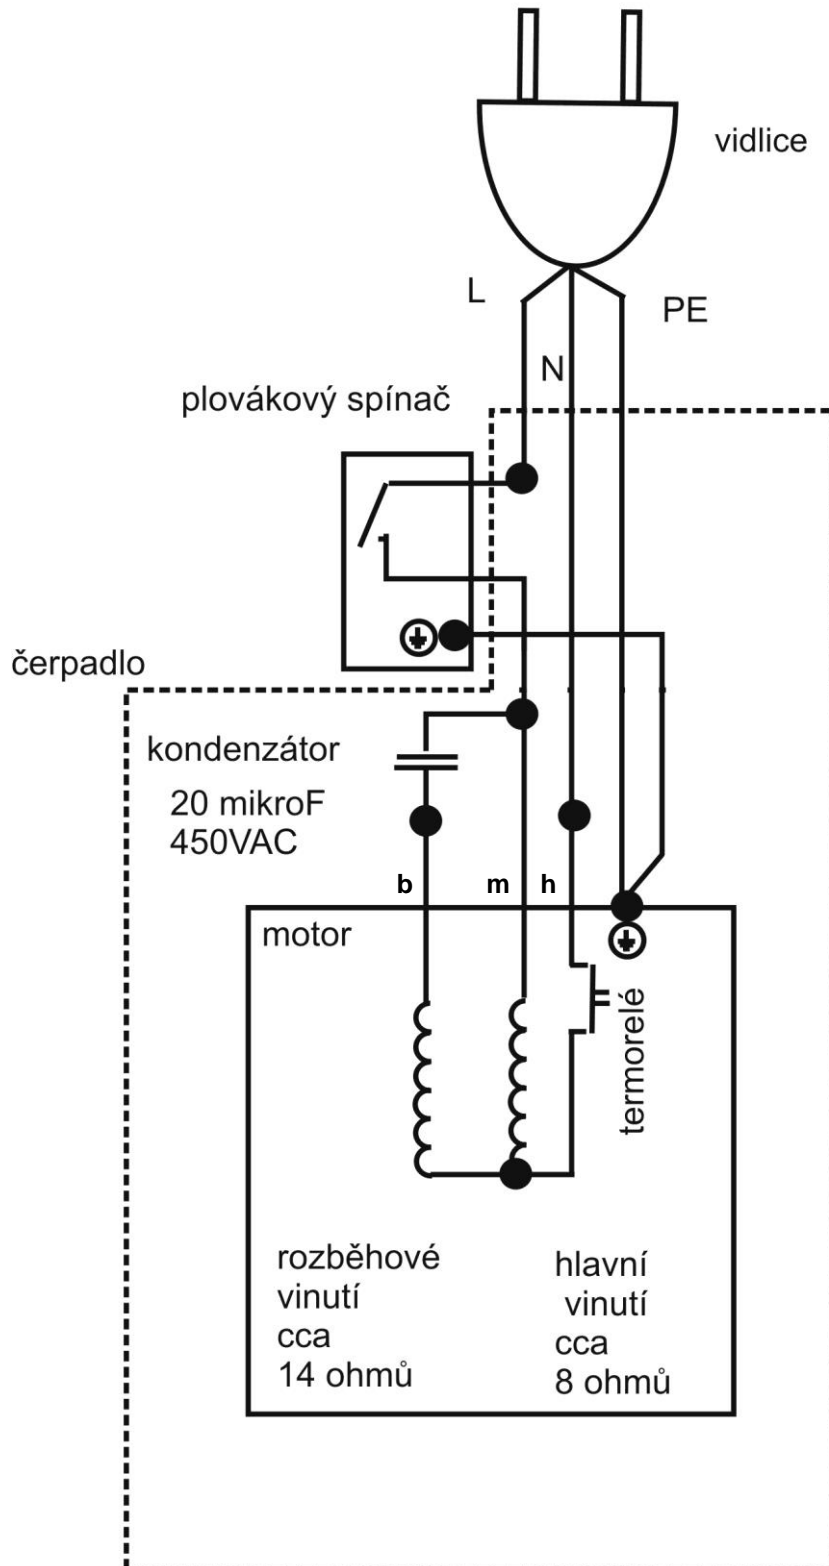 vidlice
L
PE
N
plovákový spínač
čerpadlo
kondenzátor
20 mikroF
450VAC
b m h
motor
termorelé
rozběhové
vinutí
cca
14 ohmů
hlavní
vinutí
cca
8 ohmů